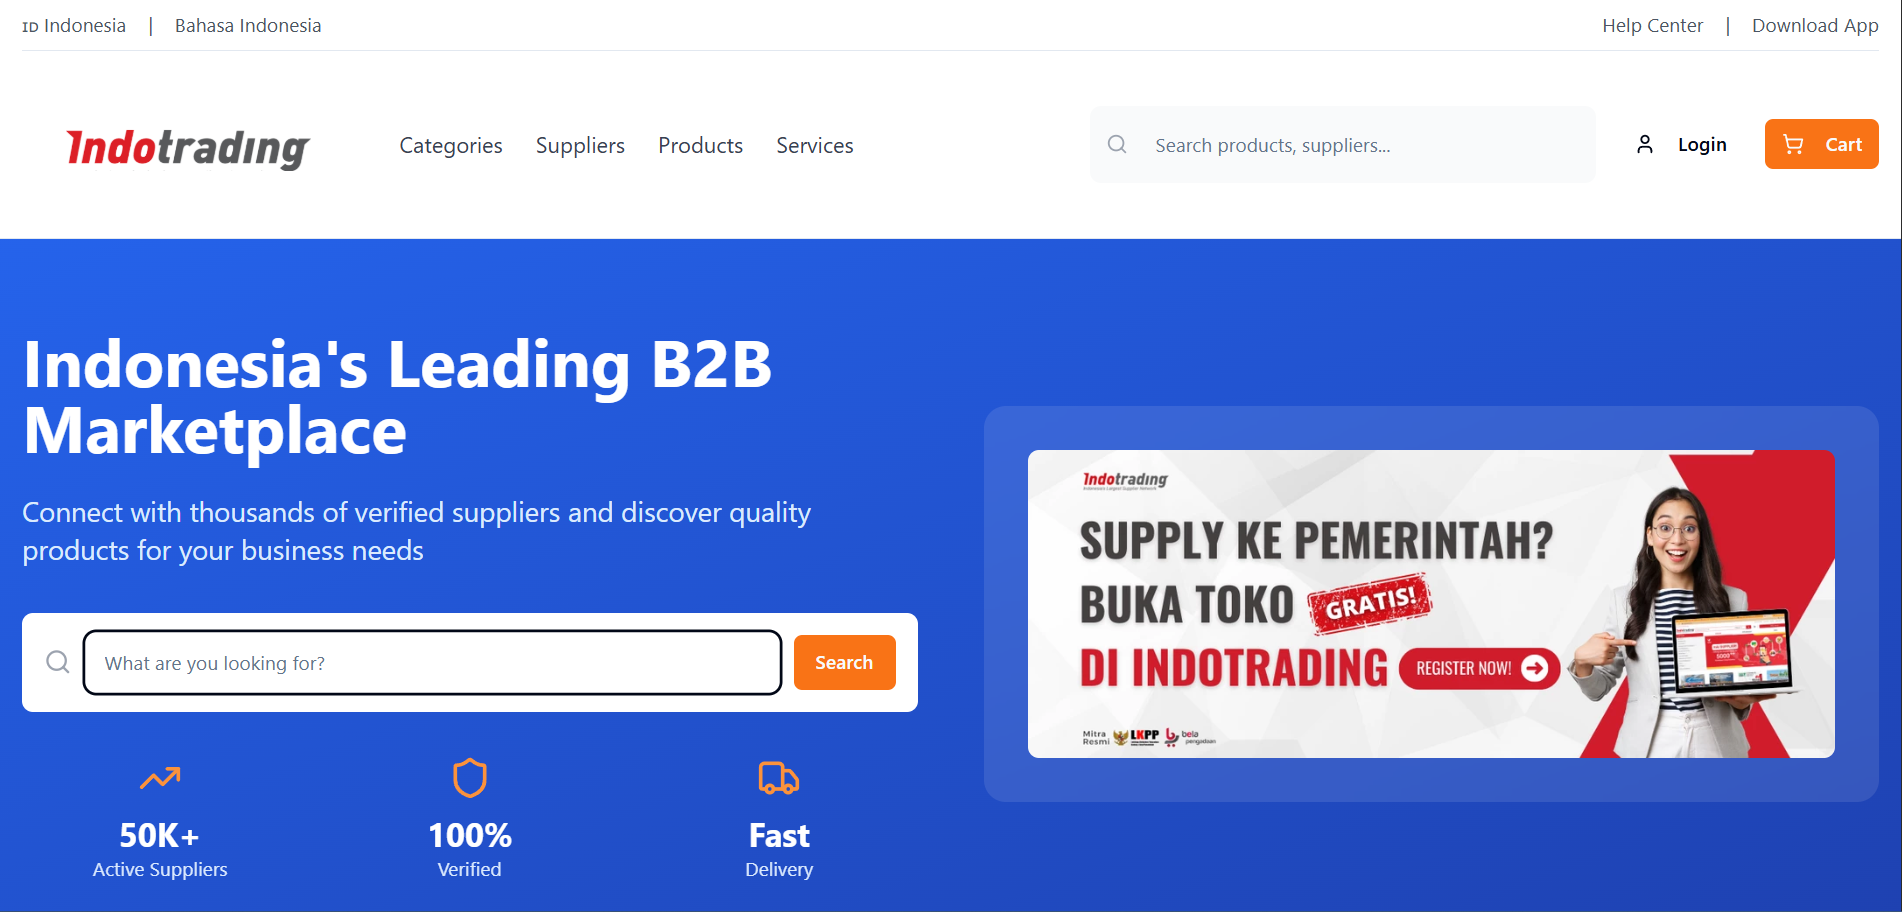 ID Indonesia | Bahasa Indonesia
Help Center | Download App
Indotrading
Categories Suppliers Products Services
Search products, suppliers...
Login
Cart
Indonesia's Leading B2B
Marketplace
Connect with thousands of verified suppliers and discover quality
products for your business needs
What are you looking for?
Search
50K+
Active Suppliers
100%
Verified
Fast
Delivery
Indotrading
SUPPLY KE PEMERINTAH?
BUKA TOKO GRATIS!
DI INDOTRADING REGISTER NOW!
Mitra
Resmi
LKPP
bela
pengadaan